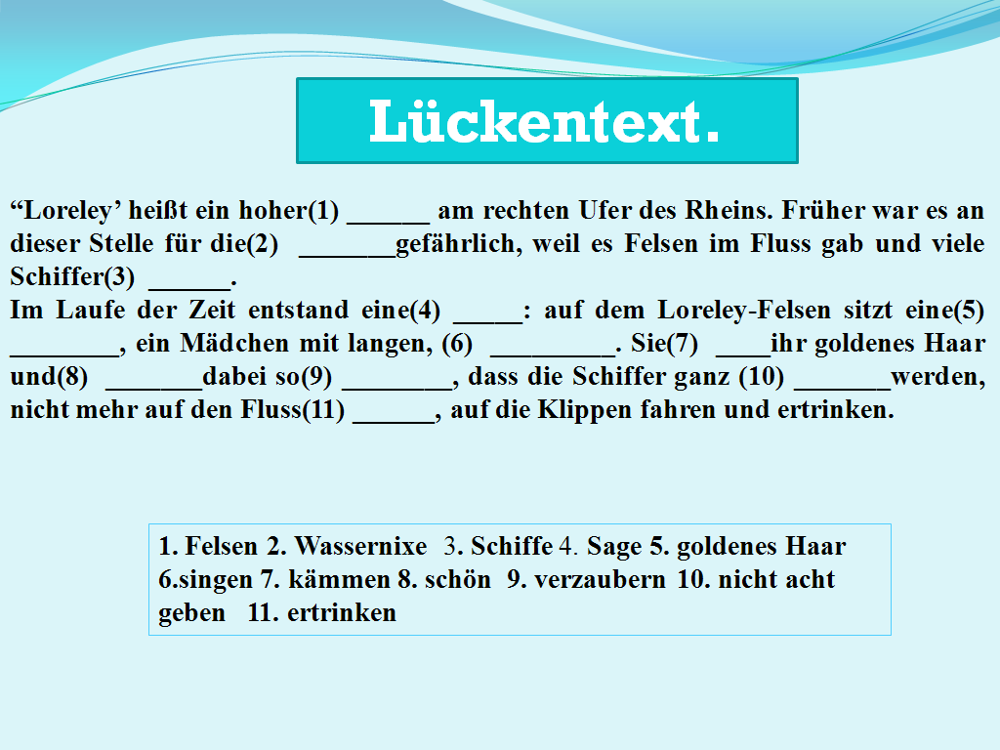 Lückentext.
“Loreley’ heißt ein hoher(1) ______ am rechten Ufer des Rheins. Früher war es an
dieser Stelle für die(2) _______gefährlich, weil es Felsen im Fluss gab und viele
Schiffer(3) ______.
Im Laufe der Zeit entstand eine(4) _____: auf dem Loreley-Felsen sitzt eine(5)
________, ein Mädchen mit langen, (6) _________. Sie(7) ____ihr goldenes Haar
und(8) _______dabei so(9) ________, dass die Schiffer ganz (10) _______werden,
nicht mehr auf den Fluss(11) ______, auf die Klippen fahren und ertrinken.
1. Felsen 2. Wassernixe 3. Schiffe 4. Sage 5. goldenes Haar
6.singen 7. kämmen 8. schön 9. verzaubern 10. nicht acht
geben 11. ertrinken